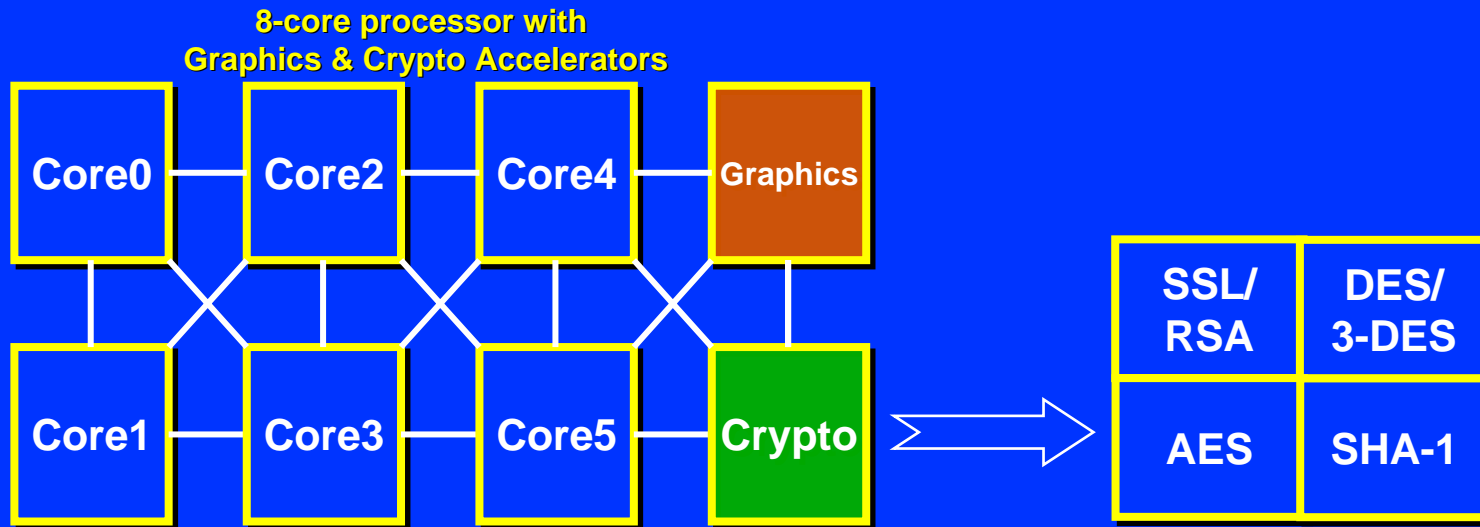 8-core processor with
Graphics & Crypto Accelerators
Core0
Core2
Core4
Graphics
Core1
Core3
Core5
Crypto
SSL/
RSA
DES/
3-DES
AES
SHA-1